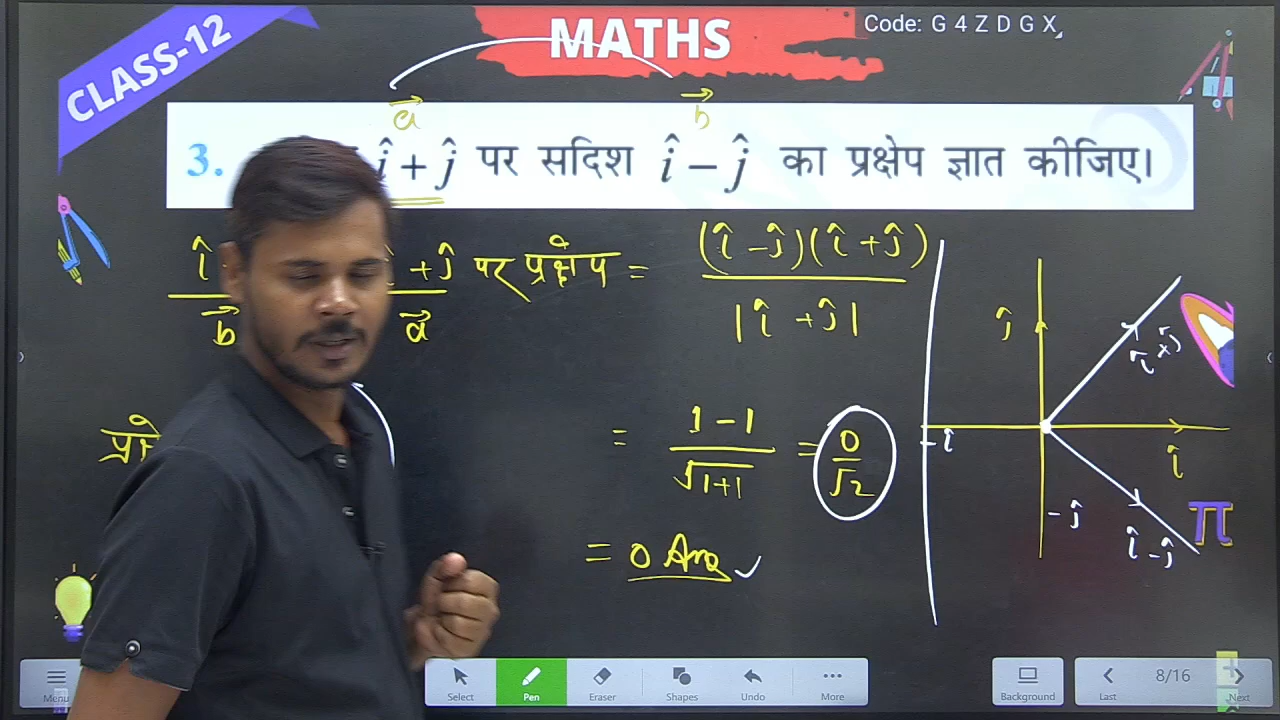 CLASS-12
MATHS
Code: G 4 Z D G X
a⃗ b⃗
3. î + ĵ पर सदिश î – ĵ का प्रक्षेप ज्ञात कीजिए।
î + ĵ पर प्रक्षेप = (î - ĵ)(î + ĵ)
b⃗ a⃗ |î + ĵ|
= 1-1 / √1+1 = 0 / √2
= 0 Ans
ĵ
î + ĵ
-î î
-ĵ î - ĵ
π
Menu Select Pen Eraser Shapes Undo More Background Last 8/16 Next